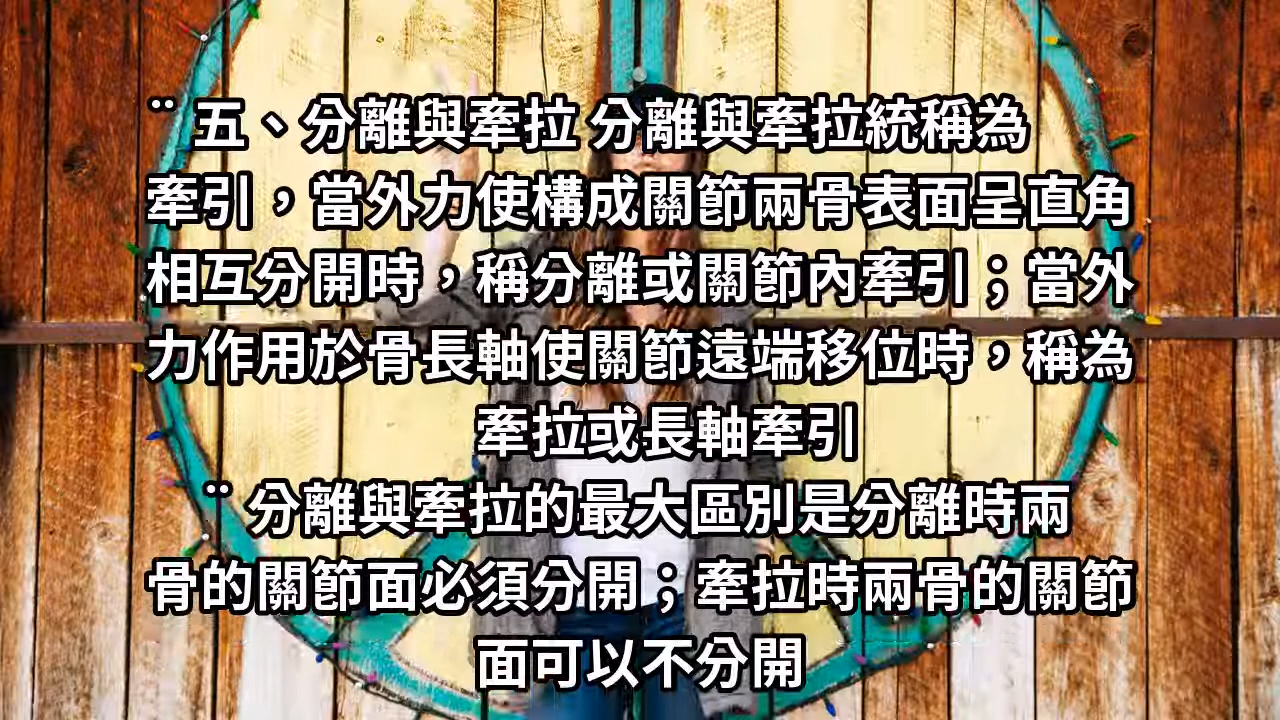 ¨ 五、分離與牽拉 分離與牽拉統稱為
牽引，當外力使構成關節兩骨表面呈直角
相互分開時，稱分離或關節內牽引；當外
力作用於骨長軸使關節遠端移位時，稱為
牽拉或長軸牽引
¨ 分離與牽拉的最大區別是分離時兩
骨的關節面必須分開；牽拉時兩骨的關節
面可以不分開